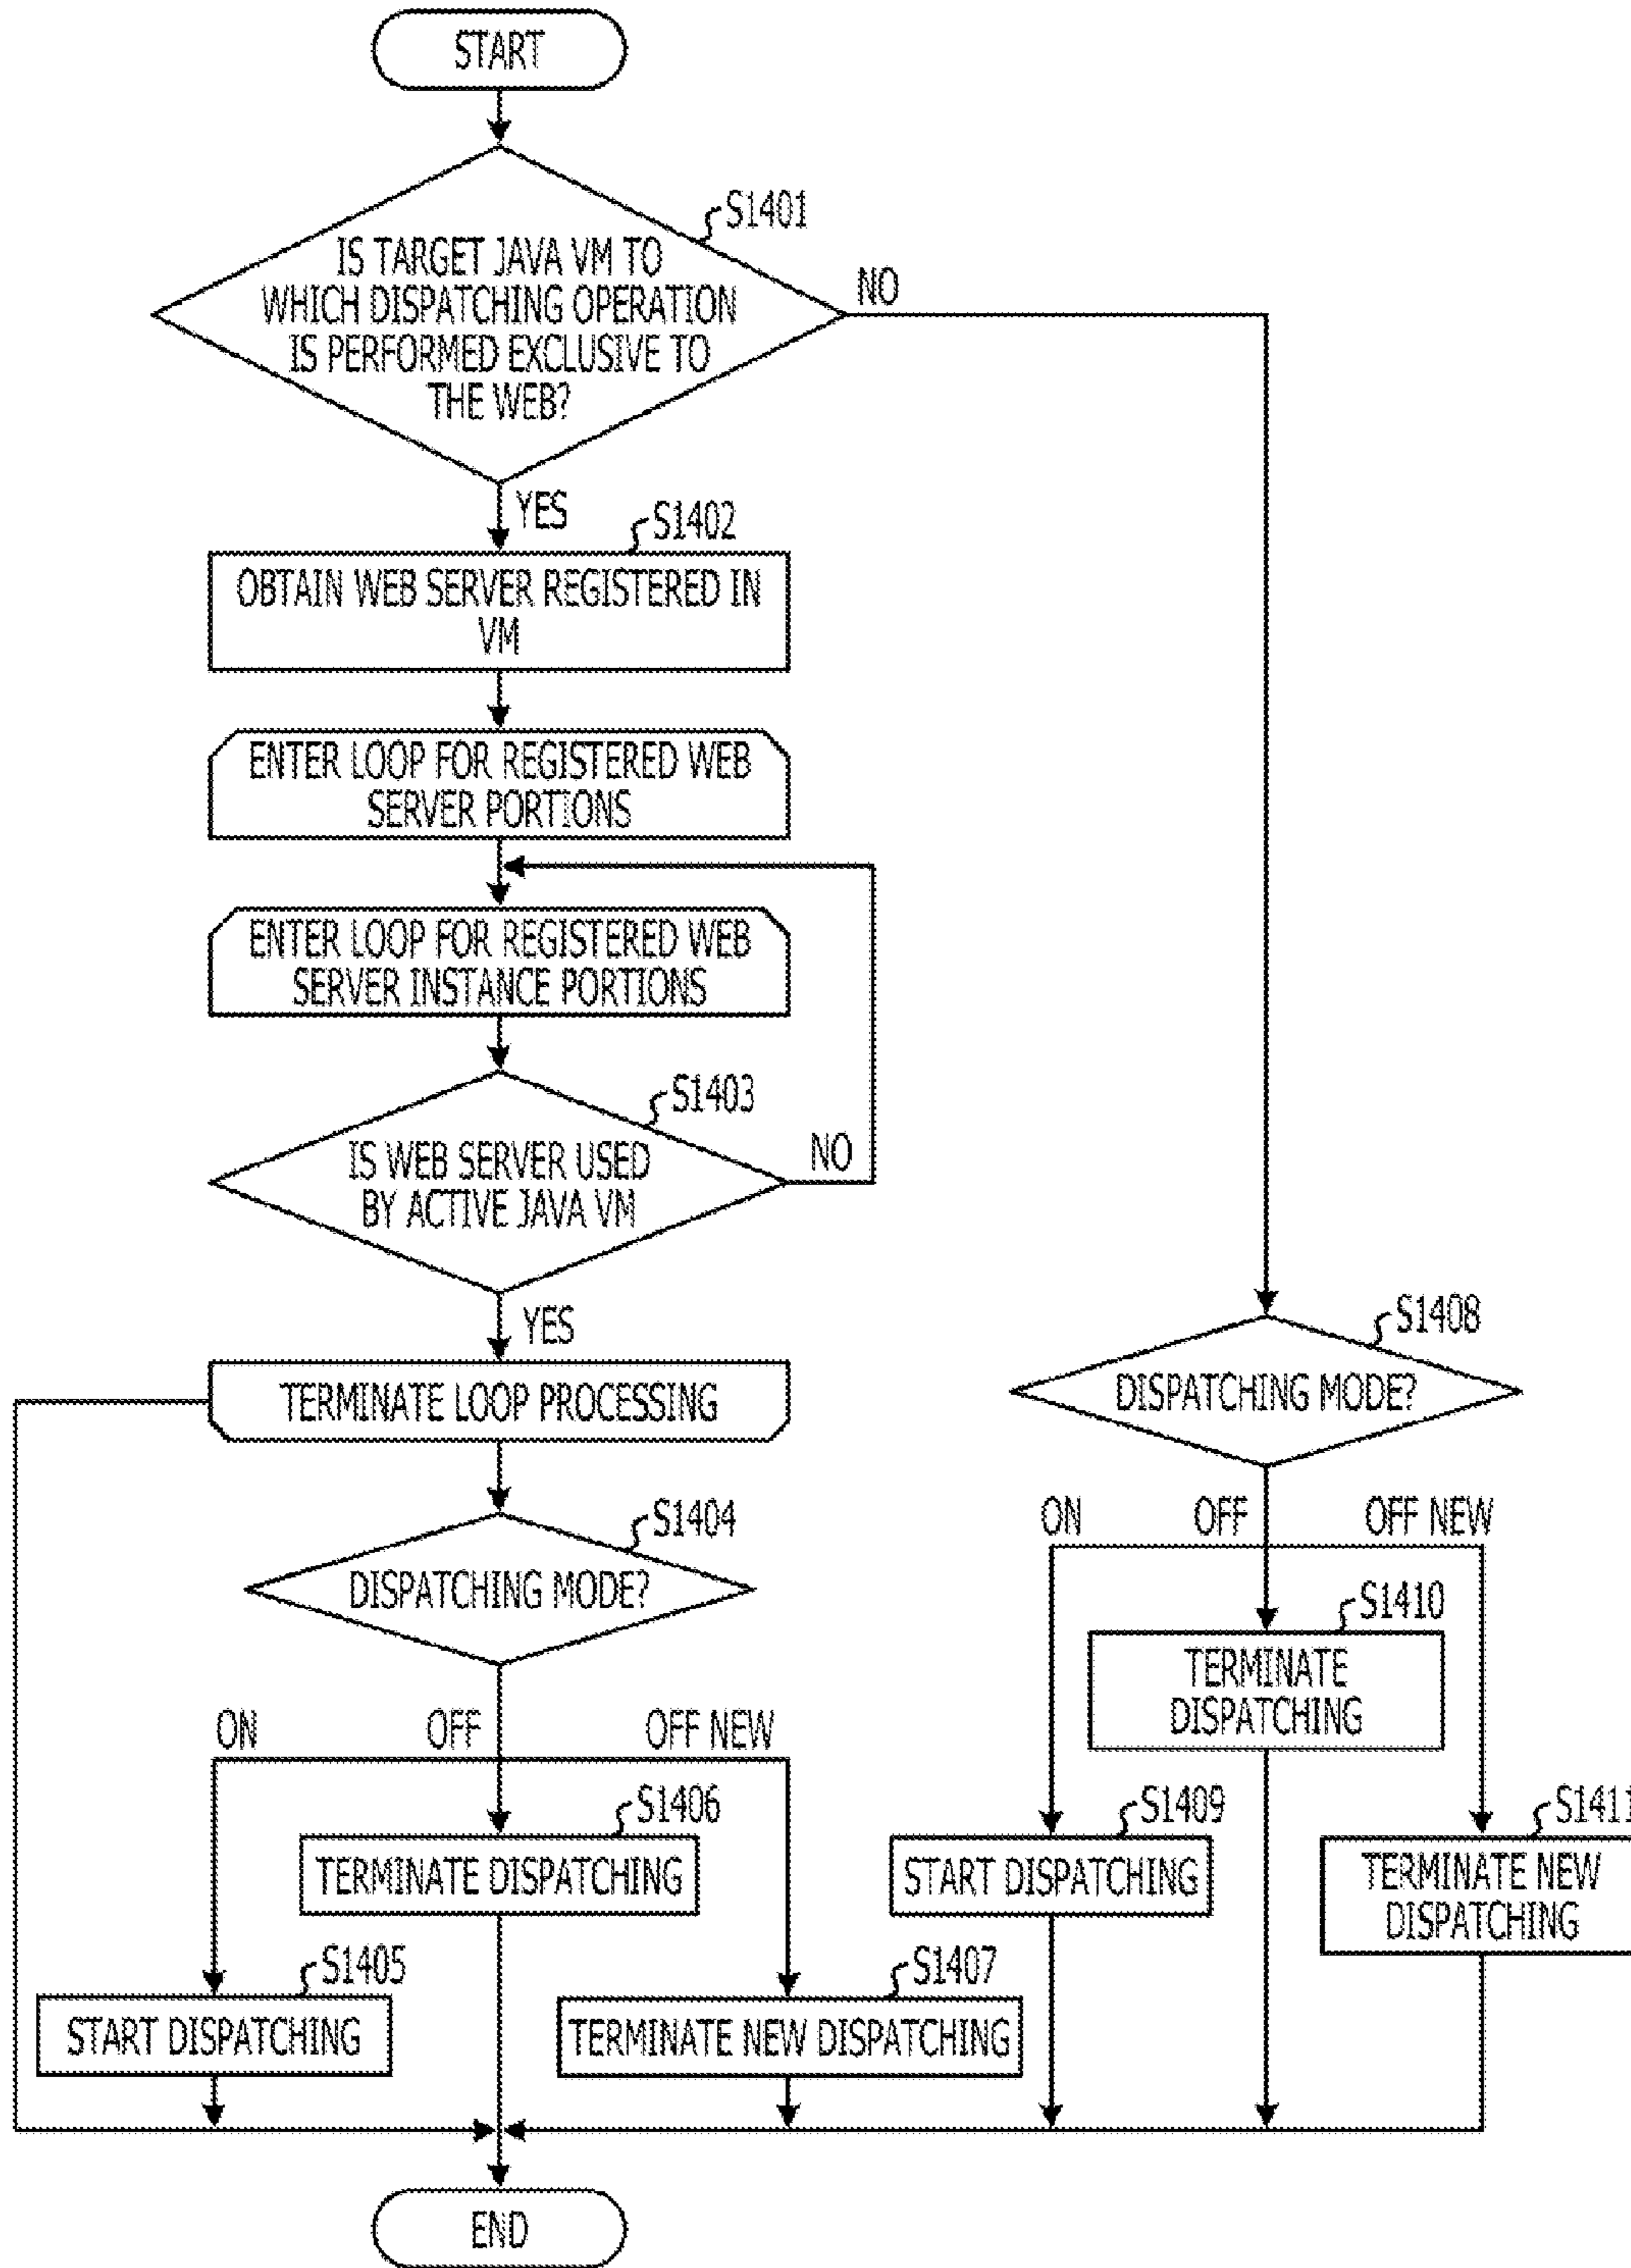 START
S1401
IS TARGET JAVA VM TO
WHICH DISPATCHING OPERATION
IS PERFORMED EXCLUSIVE TO
THE WEB?
NO
YES
S1402
OBTAIN WEB SERVER REGISTERED IN
VM
ENTER LOOP FOR REGISTERED WEB
SERVER PORTIONS
ENTER LOOP FOR REGISTERED WEB
SERVER INSTANCE PORTIONS
S1403
IS WEB SERVER USED
BY ACTIVE JAVA VM
NO
YES
TERMINATE LOOP PROCESSING
S1404
DISPATCHING MODE?
ON
OFF
OFF NEW
S1406
TERMINATE DISPATCHING
S1405
START DISPATCHING
S1407
TERMINATE NEW DISPATCHING
S1408
DISPATCHING MODE?
ON
OFF
OFF NEW
S1410
TERMINATE
DISPATCHING
S1409
START DISPATCHING
S1411
TERMINATE NEW
DISPATCHING
END